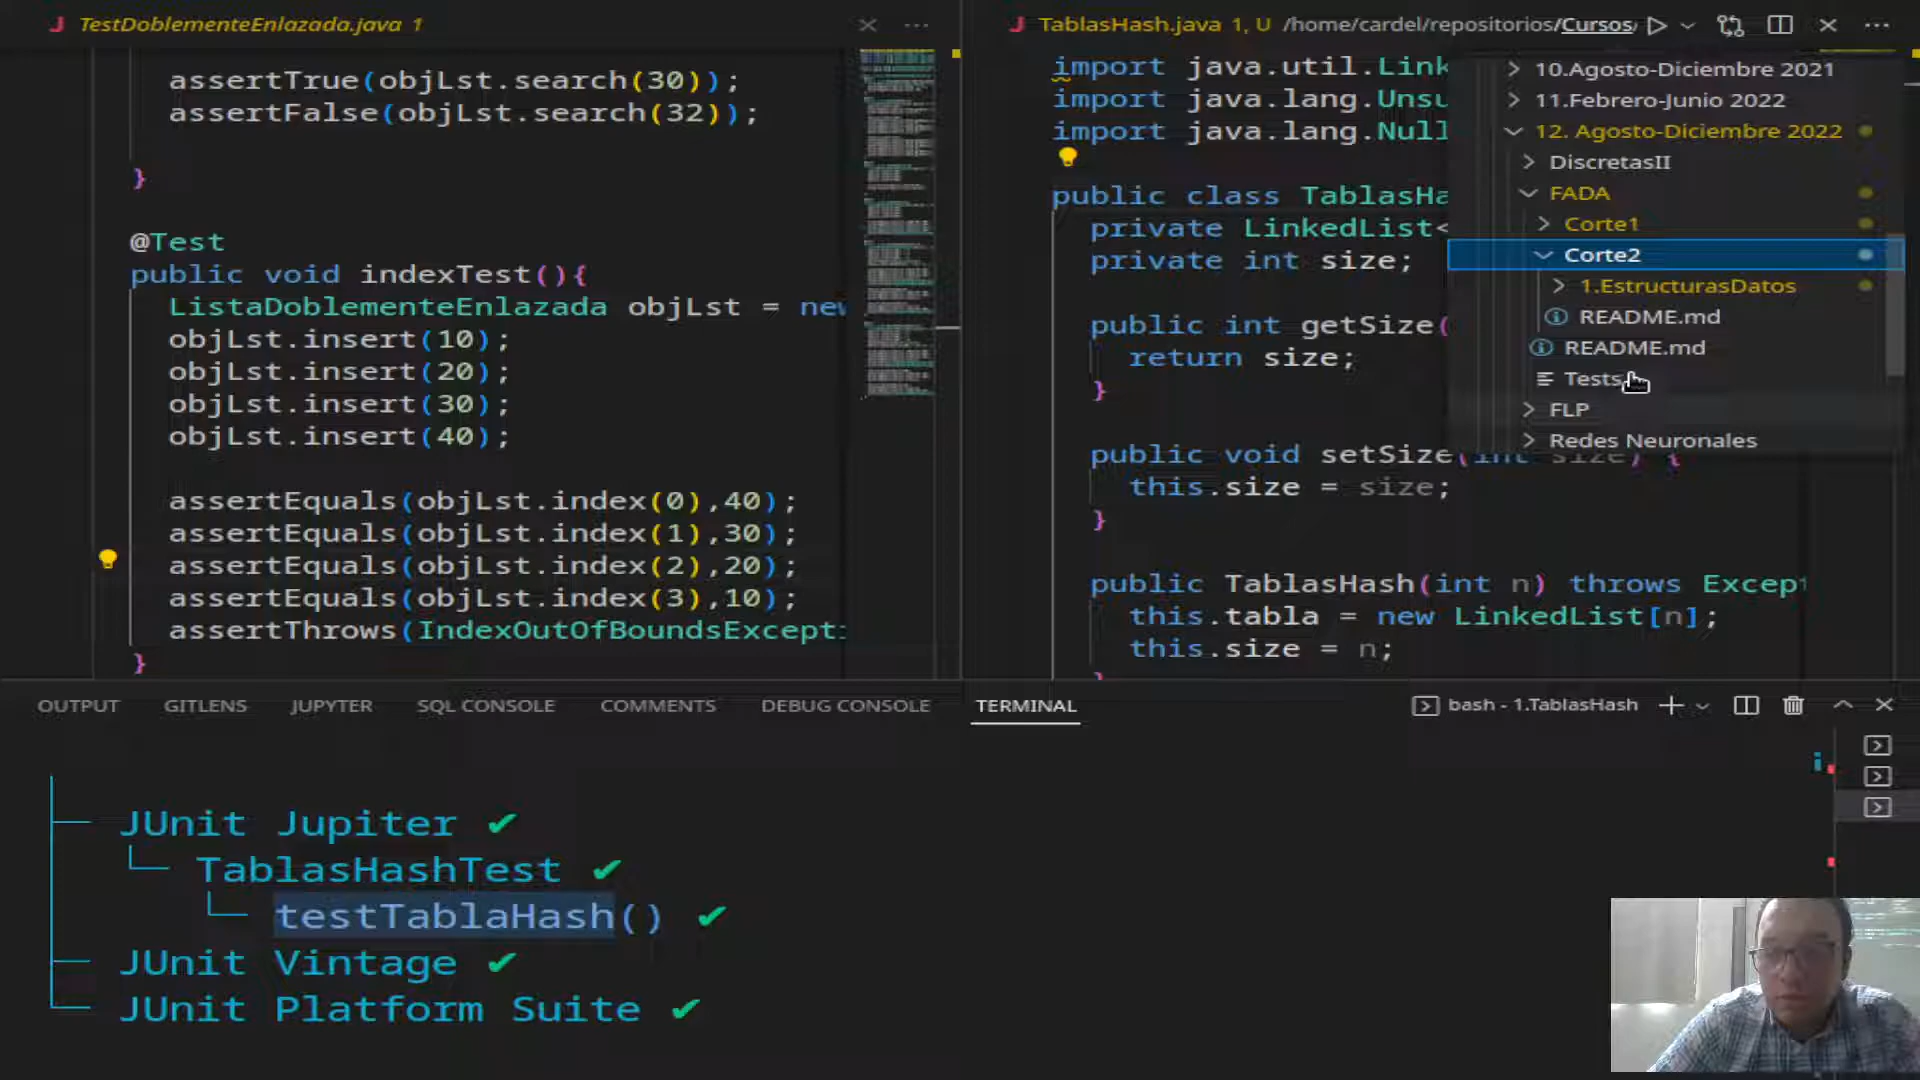 TestDoblementeEnlazada.java 1
assertTrue(objLst.search(30));
assertFalse(objLst.search(32));
}
@Test
public void indexTest(){
ListaDoblementeEnlazada objLst = new
objLst.insert(10);
objLst.insert(20);
objLst.insert(30);
objLst.insert(40);
assertEquals(objLst.index(0),40);
assertEquals(objLst.index(1),30);
assertEquals(objLst.index(2),20);
assertEquals(objLst.index(3),10);
assertThrows(IndexOutOfBoundsExcepti
}
TablasHash.java 1, U /home/cardel/repositorios/Cursos/
import java.util.Link
import java.lang.Unsu
import java.lang.Null
public class TablasHa
private LinkedList<
private int size;
public int getSize(
return size;
}
public void setSize(int size) {
this.size = size;
}
public TablasHash(int n) throws Except
this.tabla = new LinkedList[n];
this.size = n;
}
10.Agosto-Diciembre 2021
11.Febrero-Junio 2022
12. Agosto-Diciembre 2022
DiscretasII
FADA
Corte1
Corte2
1.EstructurasDatos
README.md
README.md
Tests
FLP
Redes Neuronales
OUTPUT GITLENS JUPYTER SQL CONSOLE COMMENTS DEBUG CONSOLE TERMINAL
bash - 1.TablasHash
JUnit Jupiter ✔
TablasHashTest ✔
testTablaHash() ✔
JUnit Vintage ✔
JUnit Platform Suite ✔